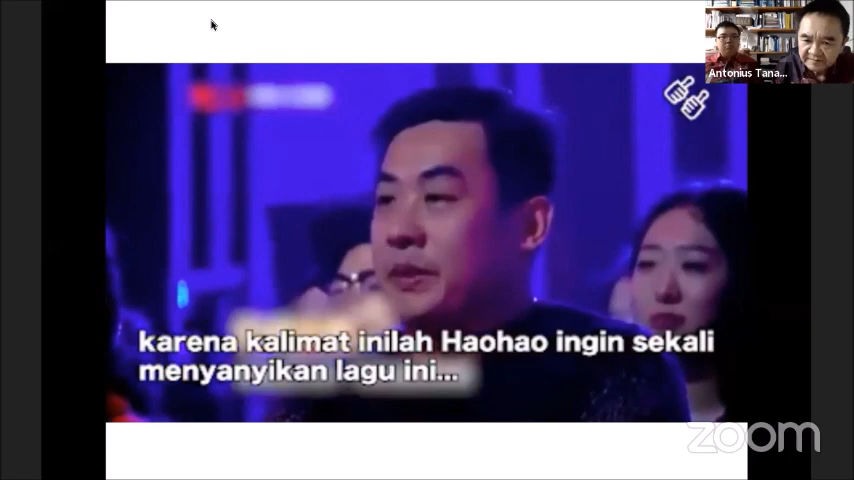 Antonius Tana...
karena kalimat inilah Haohao ingin sekali
menyanyikan lagu ini...
zoom